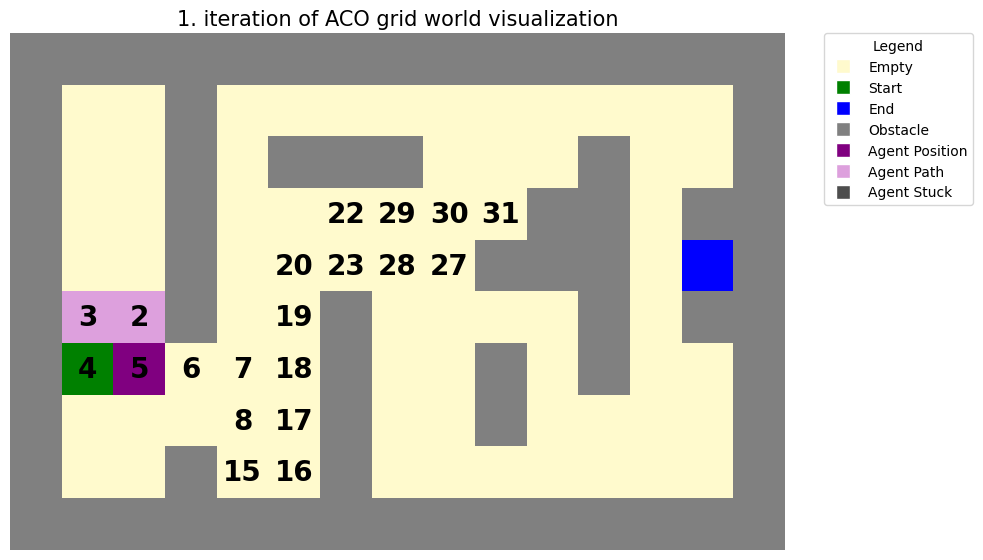 1. iteration of ACO grid world visualization
Legend
Empty
Start
End
Obstacle
Agent Position
Agent Path
Agent Stuck
22 29 30 31
20 23 28 27
3 2 19
4 5 6 7 18
8 17
15 16